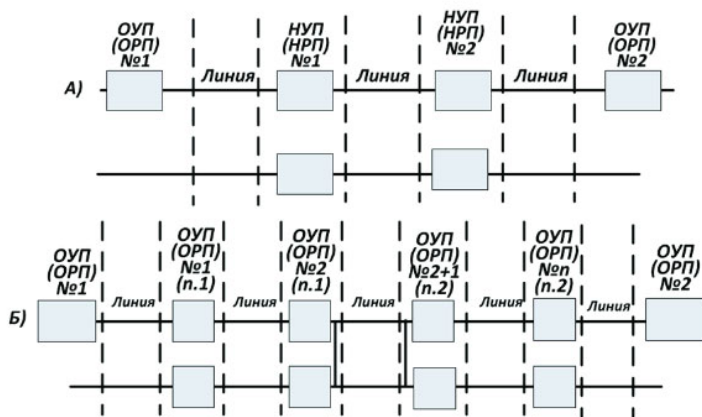 ОУП
(ОРП)
№1
НУП
(НРП)
№1
НУП
(НРП)
№2
ОУП
(ОРП)
№2
А)
Линия
Линия
Линия
ОУП
(ОРП)
№1
ОУП
(ОРП)
№1
(п.1)
ОУП
(ОРП)
№2
(п.1)
ОУП
(ОРП)
№2+1
(п.2)
ОУП
(ОРП)
№п
(п.2)
ОУП
(ОРП)
№2
Б)
Линия
Линия
Линия
Линия
Линия